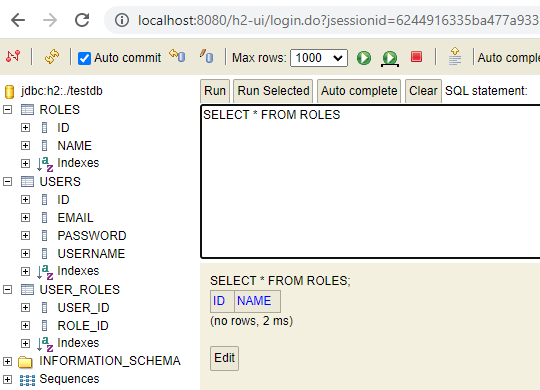 localhost:8080/h2-ui/login.do?jsessionid=6244916335ba477a933
Auto commit Max rows: 1000 Auto comple
jdbc:h2:./testdb
ROLES
ID
NAME
Indexes
USERS
ID
EMAIL
PASSWORD
USERNAME
Indexes
USER_ROLES
USER_ID
ROLE_ID
Indexes
INFORMATION_SCHEMA
Sequences
Run Run Selected Auto complete Clear SQL statement:
SELECT * FROM ROLES
SELECT * FROM ROLES;
ID NAME
(no rows, 2 ms)
Edit